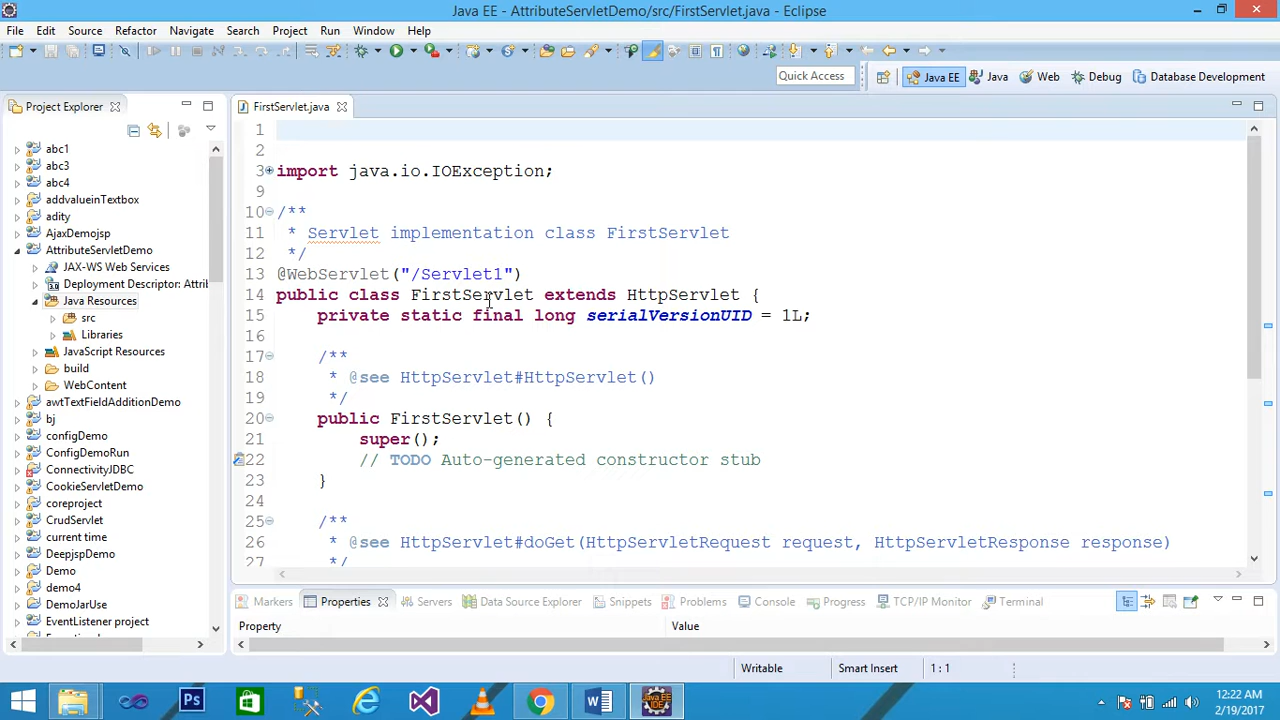 Java EE - AttributeServletDemo/src/FirstServlet.java - Eclipse
File Edit Source Refactor Navigate Search Project Run Window Help
Quick Access
Java EE Java Web Debug Database Development
Project Explorer
FirstServlet.java
abc1
abc3
abc4
addvalueinTextbox
adity
AjaxDemojsp
AttributeServletDemo
JAX-WS Web Services
Deployment Descriptor: Attril
Java Resources
src
Libraries
JavaScript Resources
build
WebContent
awtTextFieldAdditionDemo
bj
configDemo
ConfigDemoRun
ConnectivityJDBC
CookieServletDemo
coreproject
CrudServlet
current time
DeepjspDemo
Demo
demo4
DemoJarUse
EventListener project
1
2
3 import java.io.IOException;
9
10 /**
11 * Servlet implementation class FirstServlet
12 */
13 @WebServlet("/Servlet1")
14 public class FirstServlet extends HttpServlet {
15 private static final long serialVersionUID = 1L;
16
17 /**
18 * @see HttpServlet#HttpServlet()
19 */
20 public FirstServlet() {
21 super();
22 // TODO Auto-generated constructor stub
23 }
24
25 /**
26 * @see HttpServlet#doGet(HttpServletRequest request, HttpServletResponse response)
27 */
Markers Properties Servers Data Source Explorer Snippets Problems Console Progress TCP/IP Monitor Terminal
Property Value
Writable Smart Insert 1 : 1
12:22 AM
2/19/2017